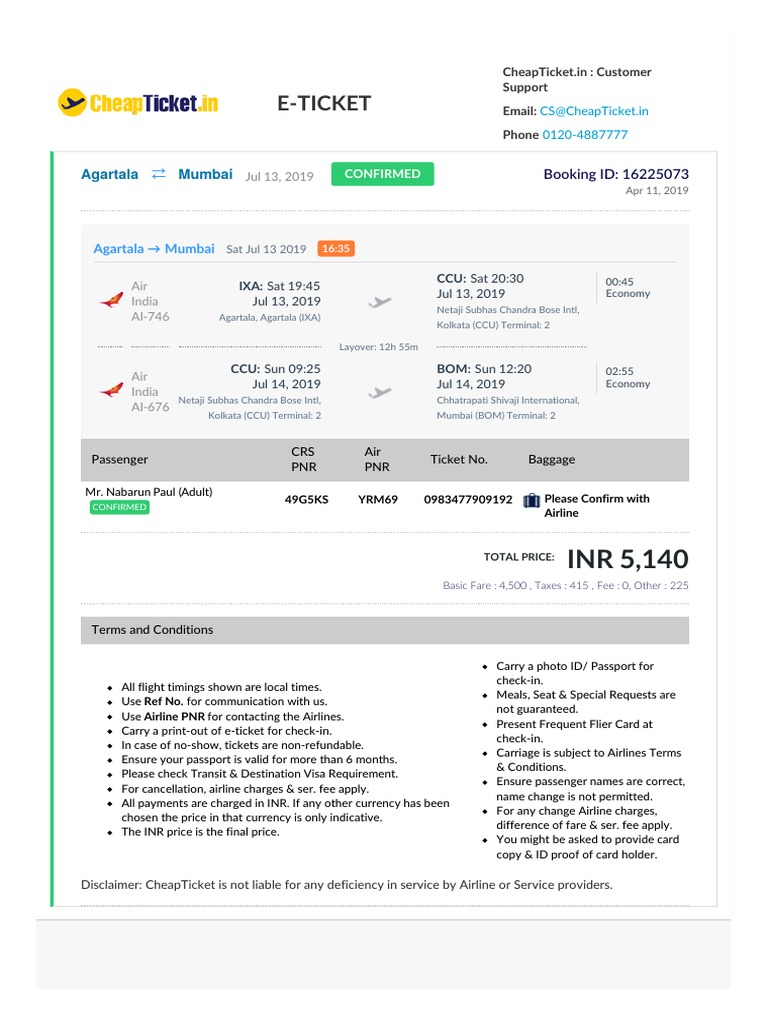 CheapTicket.in
E-TICKET
CheapTicket.in : Customer
Support
Email: CS@CheapTicket.in
Phone 0120-4887777
Agartala ⇄ Mumbai Jul 13, 2019 CONFIRMED Booking ID: 16225073
Apr 11, 2019
Agartala → Mumbai Sat Jul 13 2019 16:35
Air
India
AI-746
IXA: Sat 19:45
Jul 13, 2019
Agartala, Agartala (IXA)
CCU: Sat 20:30
Jul 13, 2019
Netaji Subhas Chandra Bose Intl,
Kolkata (CCU) Terminal: 2
00:45
Economy
Layover: 12h 55m
Air
India
AI-676
CCU: Sun 09:25
Jul 14, 2019
Netaji Subhas Chandra Bose Intl,
Kolkata (CCU) Terminal: 2
BOM: Sun 12:20
Jul 14, 2019
Chhatrapati Shivaji International,
Mumbai (BOM) Terminal: 2
02:55
Economy
Passenger CRS PNR Air PNR Ticket No. Baggage
Mr. Nabarun Paul (Adult) 49G5KS YRM69 0983477909192 Please Confirm with
CONFIRMED Airline
TOTAL PRICE: INR 5,140
Basic Fare : 4,500 , Taxes : 415 , Fee : 0, Other : 225
Terms and Conditions
All flight timings shown are local times.
Use Ref No. for communication with us.
Use Airline PNR for contacting the Airlines.
Carry a print-out of e-ticket for check-in.
In case of no-show, tickets are non-refundable.
Ensure your passport is valid for more than 6 months.
Please check Transit & Destination Visa Requirement.
For cancellation, airline charges & ser. fee apply.
All payments are charged in INR. If any other currency has been
chosen the price in that currency is only indicative.
The INR price is the final price.
Carry a photo ID/ Passport for
check-in.
Meals, Seat & Special Requests are
not guaranteed.
Present Frequent Flier Card at
check-in.
Carriage is subject to Airlines Terms
& Conditions.
Ensure passenger names are correct,
name change is not permitted.
For any change Airline charges,
difference of fare & ser. fee apply.
You might be asked to provide card
copy & ID proof of card holder.
Disclaimer: CheapTicket is not liable for any deficiency in service by Airline or Service providers.